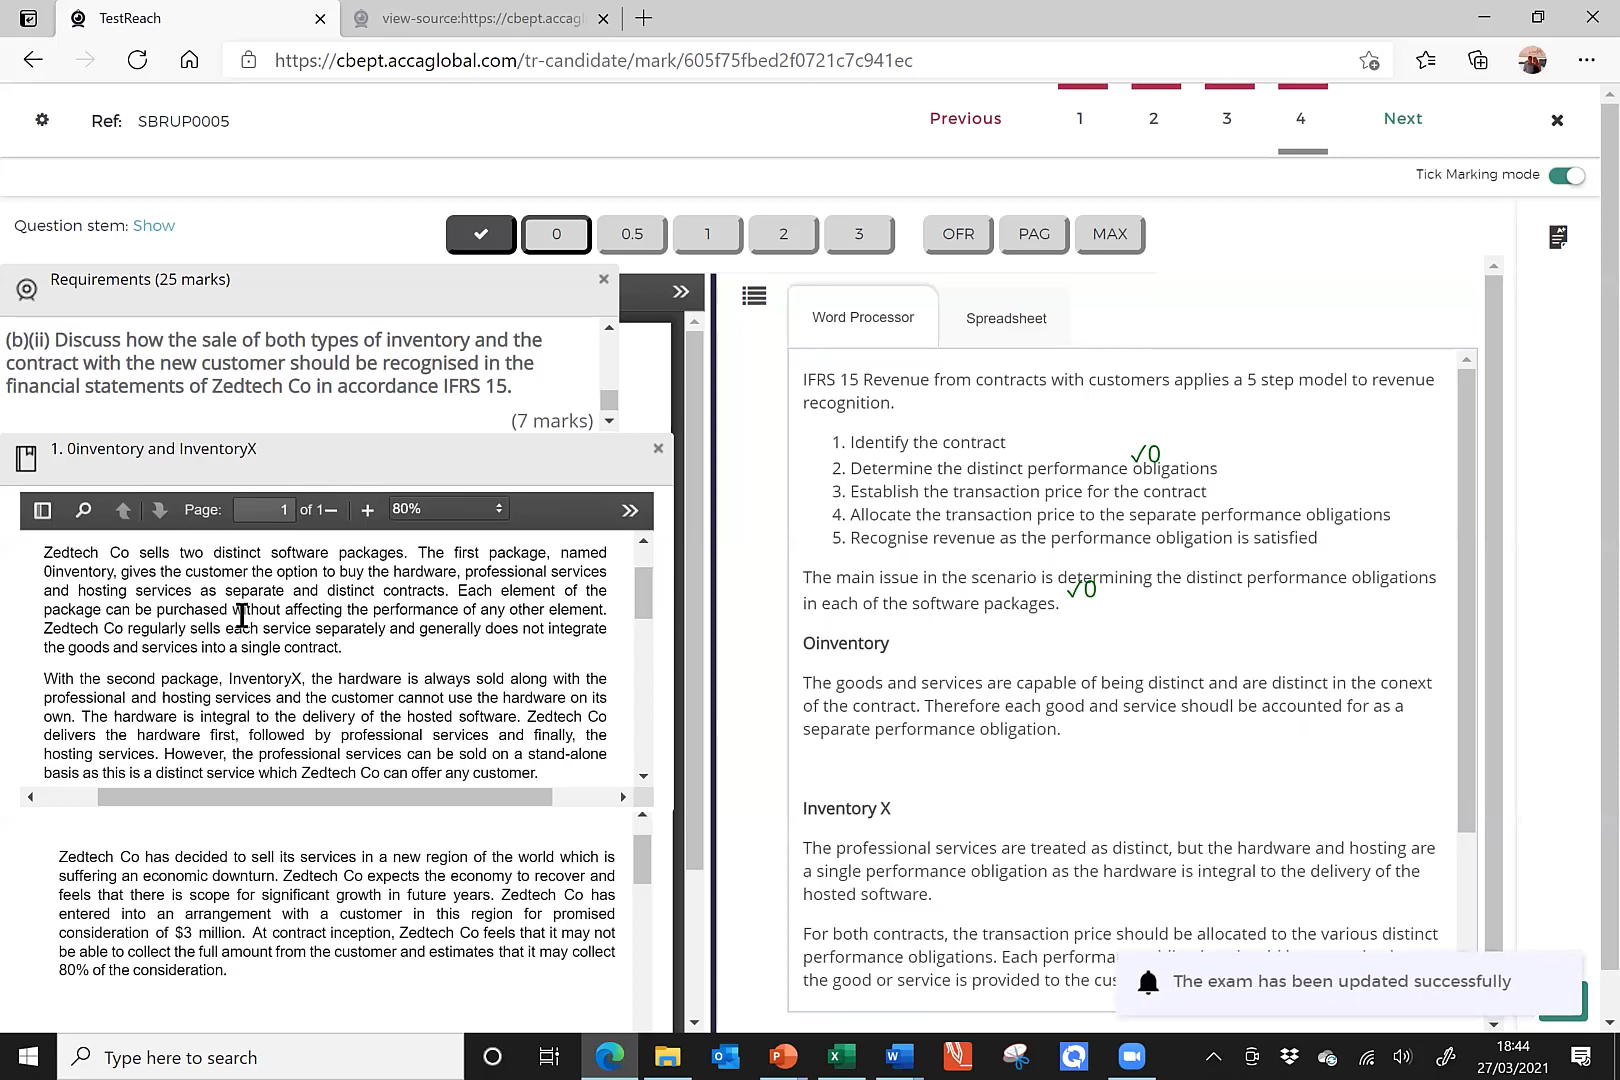 TestReach
view-source:https://cbept.accag
https://cbept.accaglobal.com/tr-candidate/mark/605f75fbed2f0721c7c941ec
Ref: SBRUP0005
Previous 1 2 3 4 Next
Tick Marking mode
Question stem: Show
0 0.5 1 2 3 OFR PAG MAX
Requirements (25 marks)
(b)(ii) Discuss how the sale of both types of inventory and the
contract with the new customer should be recognised in the
financial statements of Zedtech Co in accordance IFRS 15.
(7 marks)
1. 0inventory and InventoryX
Page: 1 of 1 80%
Zedtech Co sells two distinct software packages. The first package, named
0inventory, gives the customer the option to buy the hardware, professional services
and hosting services as separate and distinct contracts. Each element of the
package can be purchased without affecting the performance of any other element.
Zedtech Co regularly sells each service separately and generally does not integrate
the goods and services into a single contract.
With the second package, InventoryX, the hardware is always sold along with the
professional and hosting services and the customer cannot use the hardware on its
own. The hardware is integral to the delivery of the hosted software. Zedtech Co
delivers the hardware first, followed by professional services and finally, the
hosting services. However, the professional services can be sold on a stand-alone
basis as this is a distinct service which Zedtech Co can offer any customer.
Zedtech Co has decided to sell its services in a new region of the world which is
suffering an economic downturn. Zedtech Co expects the economy to recover and
feels that there is scope for significant growth in future years. Zedtech Co has
entered into an arrangement with a customer in this region for promised
consideration of $3 million. At contract inception, Zedtech Co feels that it may not
be able to collect the full amount from the customer and estimates that it may collect
80% of the consideration.
Word Processor
Spreadsheet
IFRS 15 Revenue from contracts with customers applies a 5 step model to revenue
recognition.
1. Identify the contract
✓0
2. Determine the distinct performance obligations
3. Establish the transaction price for the contract
4. Allocate the transaction price to the separate performance obligations
5. Recognise revenue as the performance obligation is satisfied
The main issue in the scenario is determining the distinct performance obligations
in each of the software packages. ✓0
Oinventory
The goods and services are capable of being distinct and are distinct in the conext
of the contract. Therefore each good and service shoudl be accounted for as a
separate performance obligation.
Inventory X
The professional services are treated as distinct, but the hardware and hosting are
a single performance obligation as the hardware is integral to the delivery of the
hosted software.
For both contracts, the transaction price should be allocated to the various distinct
performance obligations. Each performa
the good or service is provided to the cus
The exam has been updated successfully
Type here to search
18:44
27/03/2021